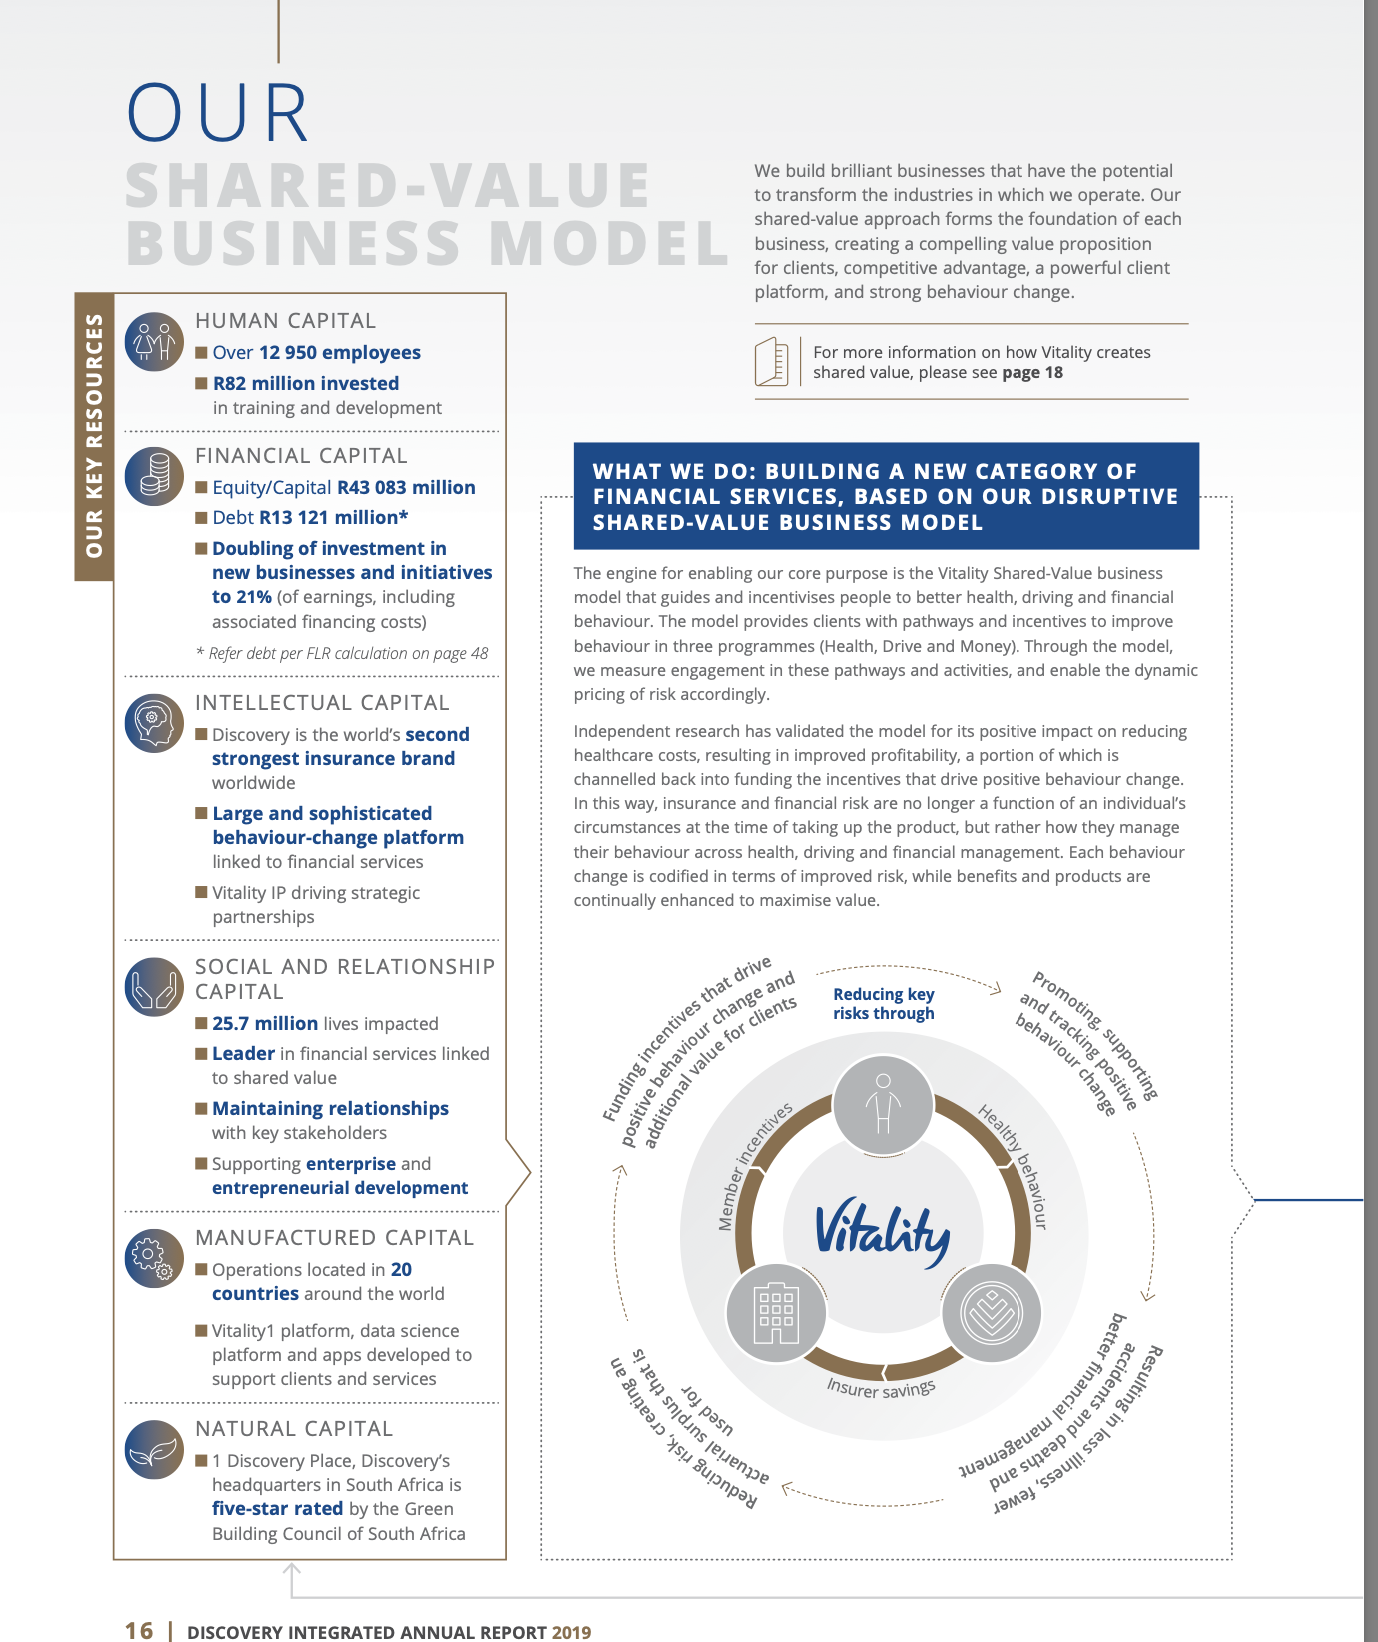 OUR
SHARED-VALUE
BUSINESS MODEL
We build brilliant businesses that have the potential
to transform the industries in which we operate. Our
shared-value approach forms the foundation of each
business, creating a compelling value proposition
for clients, competitive advantage, a powerful client
platform, and strong behaviour change.
For more information on how Vitality creates
shared value, please see page 18
OUR KEY RESOURCES
HUMAN CAPITAL
Over 12 950 employees
R82 million invested
in training and development
FINANCIAL CAPITAL
Equity/Capital R43 083 million
Debt R13 121 million*
Doubling of investment in
new businesses and initiatives
to 21% (of earnings, including
associated financing costs)
* Refer debt per FLR calculation on page 48
INTELLECTUAL CAPITAL
Discovery is the world's second
strongest insurance brand
worldwide
Large and sophisticated
behaviour-change platform
linked to financial services
Vitality IP driving strategic
partnerships
SOCIAL AND RELATIONSHIP
CAPITAL
25.7 million lives impacted
Leader in financial services linked
to shared value
Maintaining relationships
with key stakeholders
Supporting enterprise and
entrepreneurial development
MANUFACTURED CAPITAL
Operations located in 20
countries around the world
Vitality1 platform, data science
platform and apps developed to
support clients and services
NATURAL CAPITAL
1 Discovery Place, Discovery's
headquarters in South Africa is
five-star rated by the Green
Building Council of South Africa
WHAT WE DO: BUILDING A NEW CATEGORY OF
FINANCIAL SERVICES, BASED ON OUR DISRUPTIVE
SHARED-VALUE BUSINESS MODEL
The engine for enabling our core purpose is the Vitality Shared-Value business
model that guides and incentivises people to better health, driving and financial
behaviour. The model provides clients with pathways and incentives to improve
behaviour in three programmes (Health, Drive and Money). Through the model,
we measure engagement in these pathways and activities, and enable the dynamic
pricing of risk accordingly.
Independent research has validated the model for its positive impact on reducing
healthcare costs, resulting in improved profitability, a portion of which is
channelled back into funding the incentives that drive positive behaviour change.
In this way, insurance and financial risk are no longer a function of an individual's
circumstances at the time of taking up the product, but rather how they manage
their behaviour across health, driving and financial management. Each behaviour
change is codified in terms of improved risk, while benefits and products are
continually enhanced to maximise value.
Reducing key
risks through
Promoting, supporting
and tracking positive
behaviour change
Resulting in less illness, fewer
accidents and deaths and
better financial management
Reducing risk, creating an
actuarial surplus that is
used for
Funding incentives that drive
positive behaviour change and
additional value for clients
Member incentives
Healthy behaviour
Insurer savings
Vitality
16 | DISCOVERY INTEGRATED ANNUAL REPORT 2019